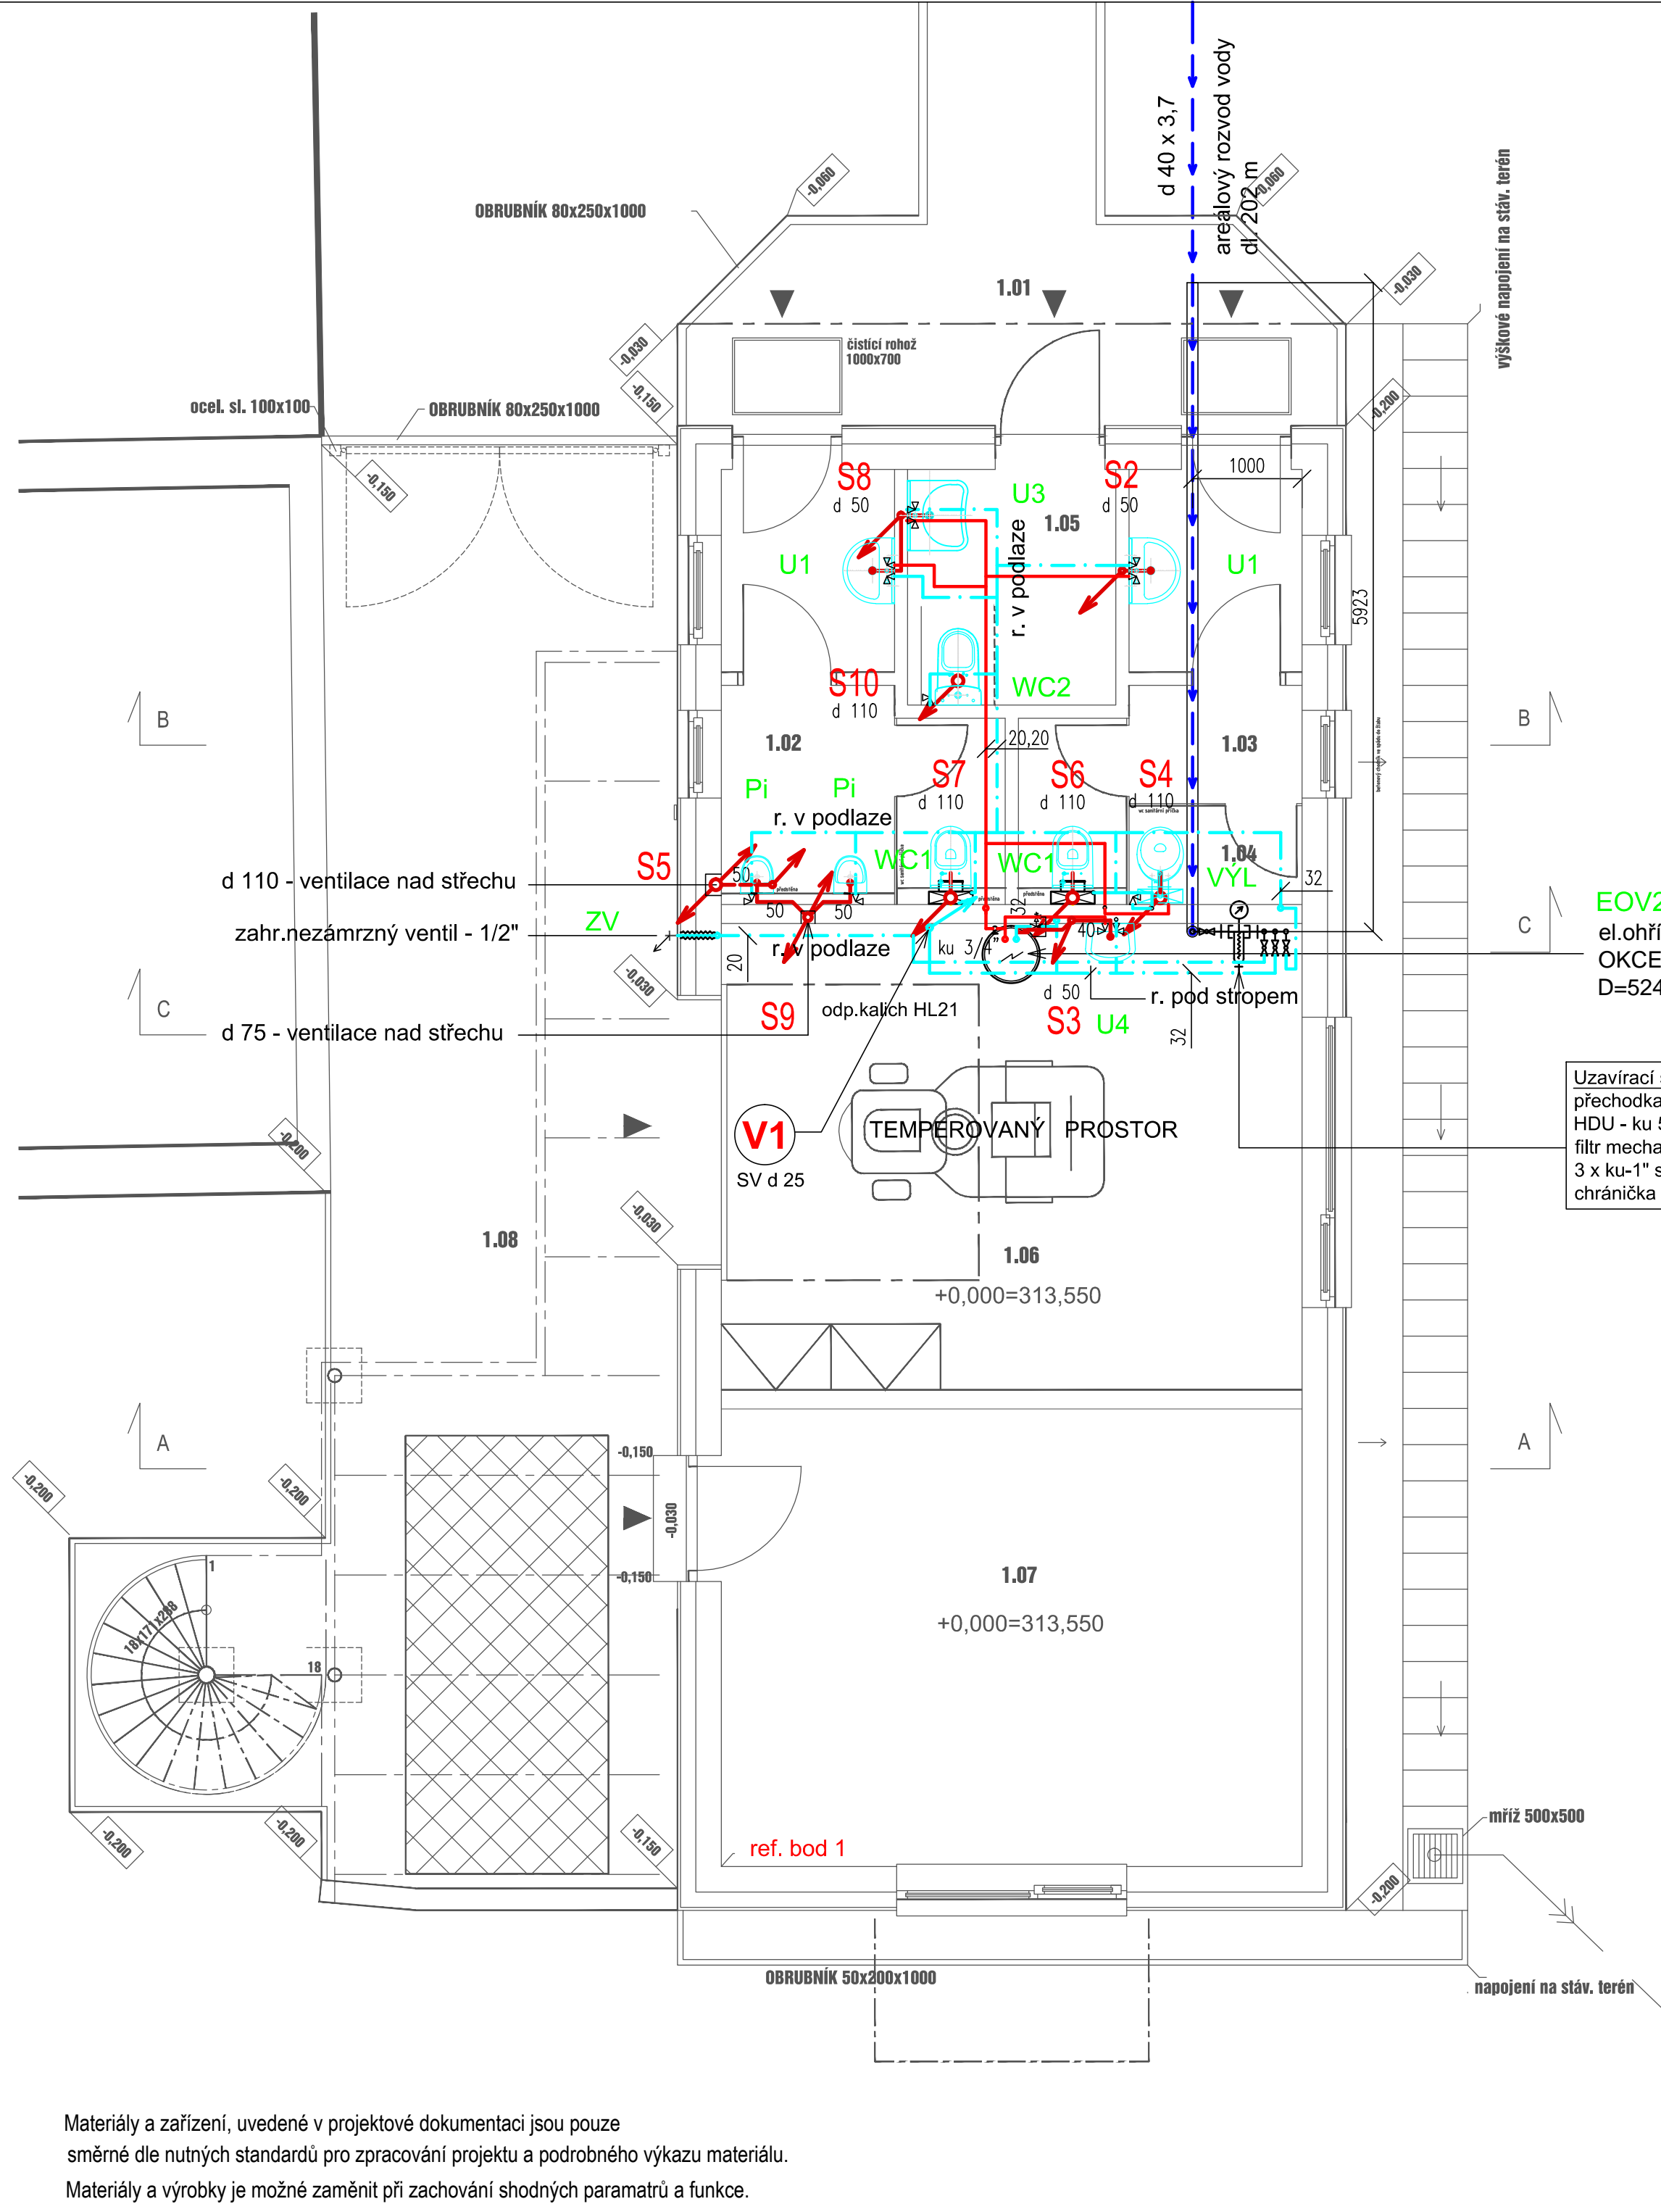 d 40 x 3,7
areálový rozvod vody
dl. 202 m
výškové napojení na stáv. terén
-0,060
-0,060
OBRUBNÍK 80x250x1000
1.01
-0,030
-0,030
čistící rohož
1000x700
-0,150
-0,200
ocel. sl. 100x100
OBRUBNÍK 80x250x1000
-0,150
S8
d 50
U3
1.05
S2
d 50
1000
U1
r. v podlaze
U1
5923
S10
d 110
WC2
B
B
1.02
20,20
1.03
Pi
Pi
S7
d 110
S6
d 110
S4
d 110
wc sanitární příčka
r. v podlaze
WC1
WC1
1.04
VÝL
S5
d 110 - ventilace nad střechu
50
předstěna
předstěna
předstěna
32
32
50
50
ZV
EOV2
zahr.nezámrzný ventil - 1/2"
C
el.ohří
OKCE
D=524
20
r. v podlaze
ku 3/4"
40
-0,030
C
d 50
r. pod stropem
odp.kalich HL21
S9
S3
U4
32
d 75 - ventilace nad střechu
Uzavírací
přechodka
HDU - ku 5
filtr mecha
3 x ku-1" s
chránička
V1
TEMPEROVANÝ PROSTOR
SV d 25
-0,200
-0,030
1.08
1.06
+0,000=313,550
A
A
-0,150
-0,200
-0,200
-0,030
-0,150
1
18x171x288
18
1.07
+0,000=313,550
mříž 500x500
-0,200
-0,200
-0,150
ref. bod 1
-0,200
OBRUBNÍK 50x200x1000
napojení na stáv. terén
Materiály a zařízení, uvedené v projektové dokumentaci jsou pouze
směrné dle nutných standardů pro zpracování projektu a podrobného výkazu materiálu.
Materiály a výrobky je možné zaměnit při zachování shodných paramatrů a funkce.